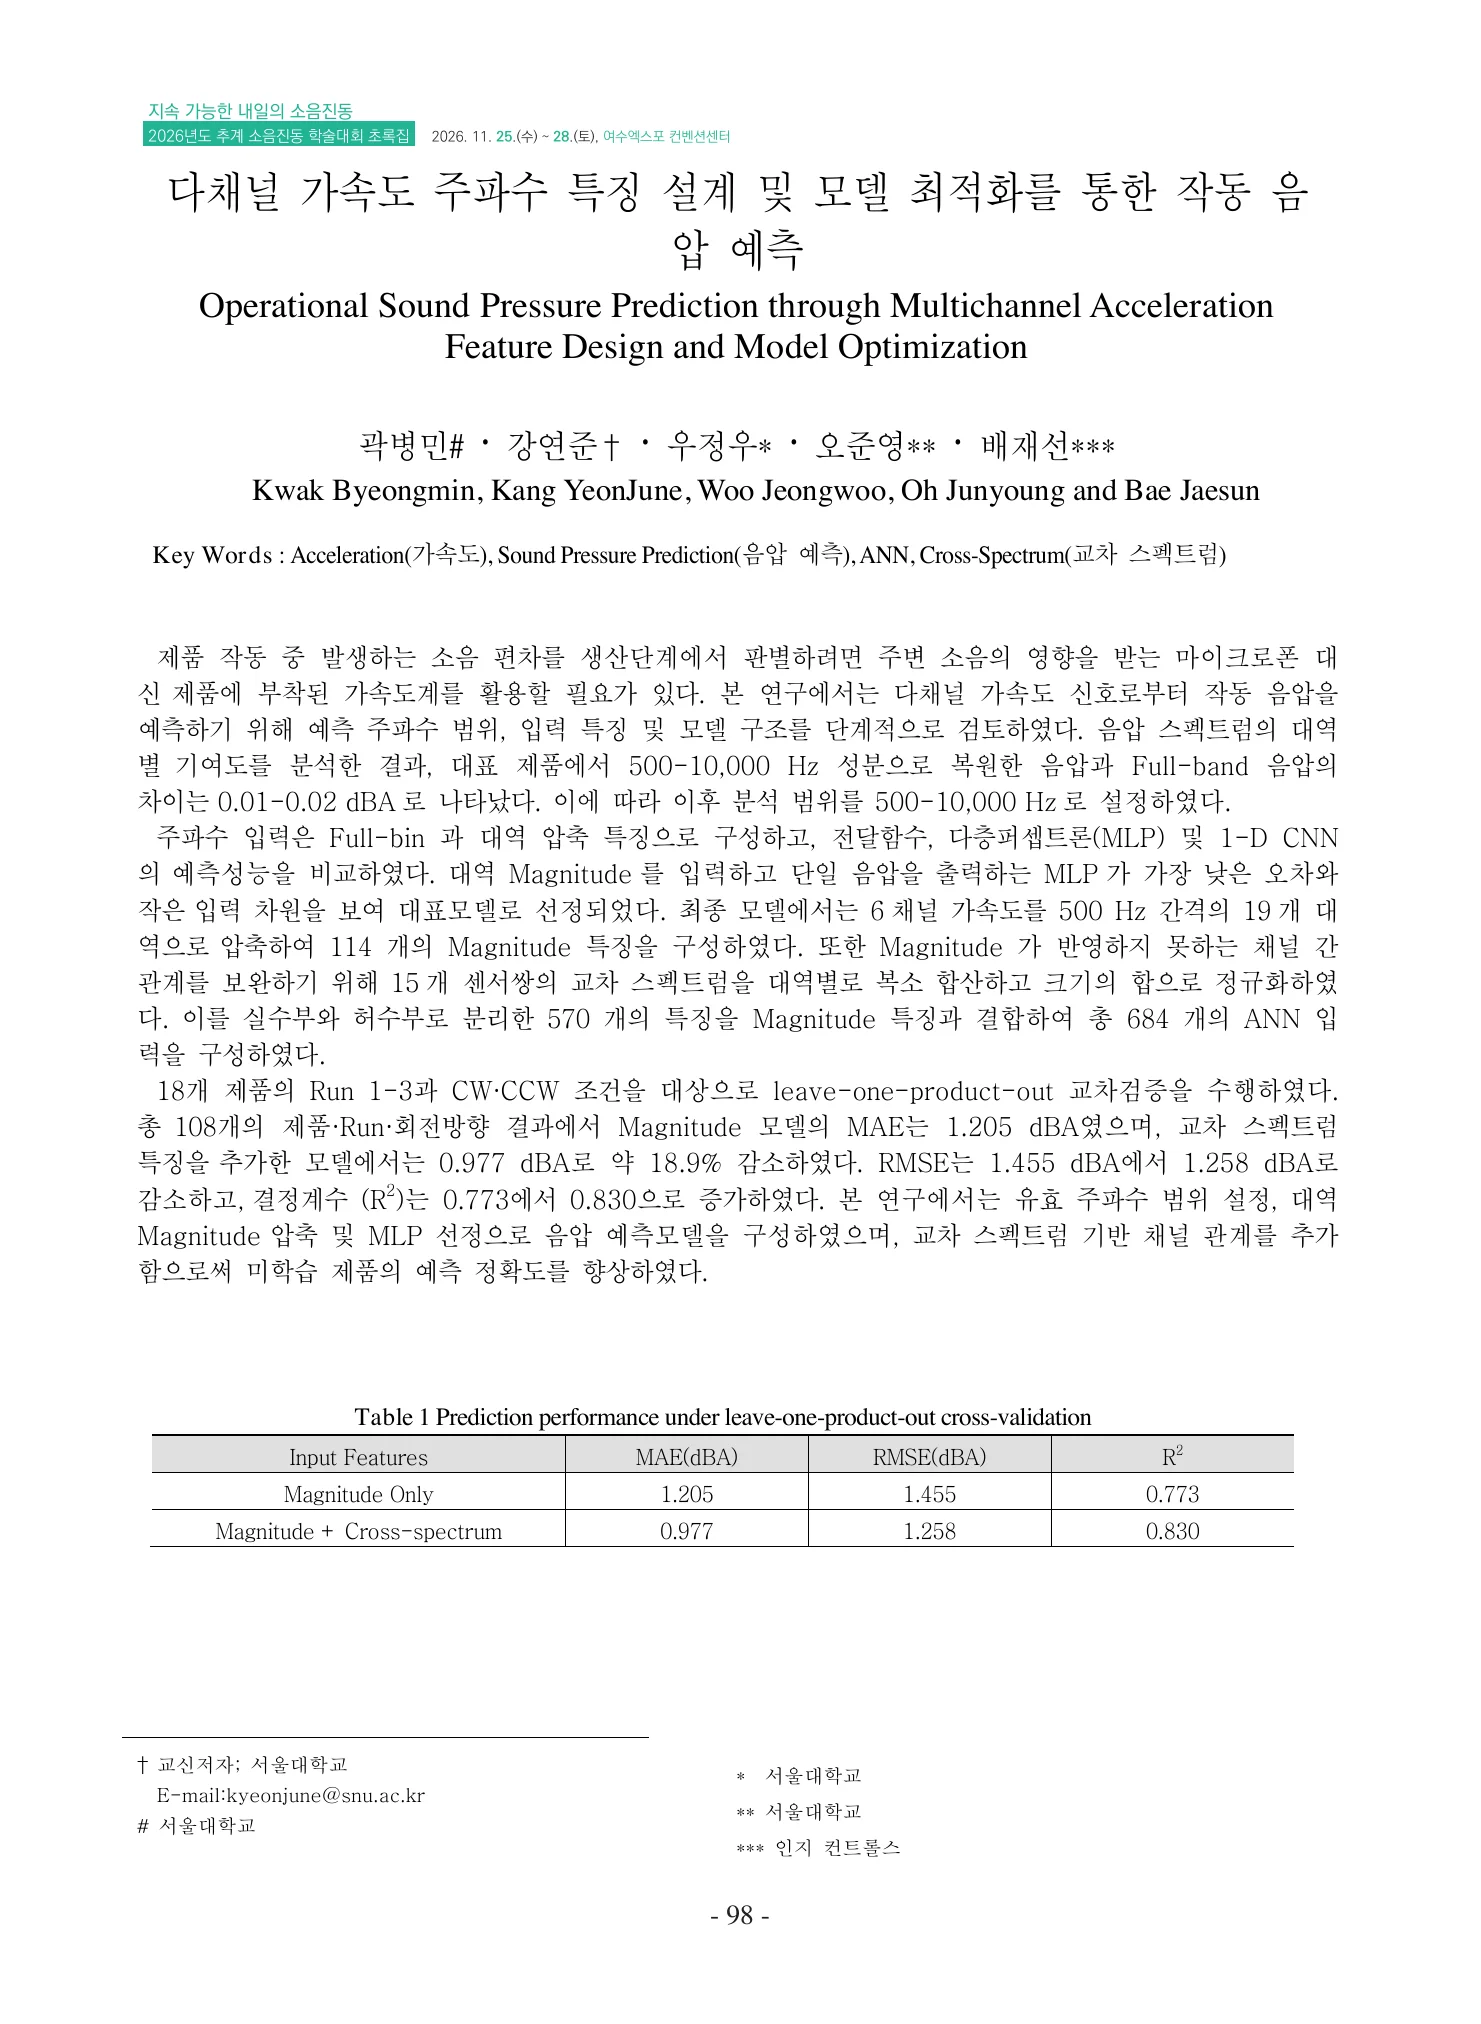 지속 가능한 내일의 소음진동
2026년도 추계 소음진동 학술대회 초록집 2026. 11. 25.(수) ~ 28.(토), 여수엑스포 컨벤션센터
다채널 가속도 주파수 특징 설계 및 모델 최적화를 통한 작동 음
압 예측
Operational Sound Pressure Prediction through Multichannel Acceleration
Feature Design and Model Optimization
곽병민# · 강연준† · 우정우* · 오준영** · 배재선***
Kwak Byeongmin, Kang YeonJune, Woo Jeongwoo, Oh Junyoung and Bae Jaesun
Key Words : Acceleration(가속도), Sound Pressure Prediction(음압 예측), ANN, Cross-Spectrum(교차 스펙트럼)
제품 작동 중 발생하는 소음 편차를 생산단계에서 판별하려면 주변 소음의 영향을 받는 마이크로폰 대
신 제품에 부착된 가속도계를 활용할 필요가 있다. 본 연구에서는 다채널 가속도 신호로부터 작동 음압을
예측하기 위해 예측 주파수 범위, 입력 특징 및 모델 구조를 단계적으로 검토하였다. 음압 스펙트럼의 대역
별 기여도를 분석한 결과, 대표 제품에서 500-10,000 Hz 성분으로 복원한 음압과 Full-band 음압의
차이는 0.01-0.02 dBA로 나타났다. 이에 따라 이후 분석 범위를 500-10,000 Hz로 설정하였다.
주파수 입력은 Full-bin 과 대역 압축 특징으로 구성하고, 전달함수, 다층퍼셉트론(MLP) 및 1-D CNN
의 예측성능을 비교하였다. 대역 Magnitude를 입력하고 단일 음압을 출력하는 MLP가 가장 낮은 오차와
작은 입력 차원을 보여 대표모델로 선정되었다. 최종 모델에서는 6채널 가속도를 500 Hz 간격의 19개 대
역으로 압축하여 114 개의 Magnitude 특징을 구성하였다. 또한 Magnitude 가 반영하지 못하는 채널 간
관계를 보완하기 위해 15개 센서쌍의 교차 스펙트럼을 대역별로 복소 합산하고 크기의 합으로 정규화하였
다. 이를 실수부와 허수부로 분리한 570 개의 특징을 Magnitude 특징과 결합하여 총 684 개의 ANN 입
력을 구성하였다.
18개 제품의 Run 1-3과 CW·CCW 조건을 대상으로 leave-one-product-out 교차검증을 수행하였다.
총 108개의 제품·Run·회전방향 결과에서 Magnitude 모델의 MAE는 1.205 dBA였으며, 교차 스펙트럼
특징을 추가한 모델에서는 0.977 dBA로 약 18.9% 감소하였다. RMSE는 1.455 dBA에서 1.258 dBA로
감소하고, 결정계수 (R²)는 0.773에서 0.830으로 증가하였다. 본 연구에서는 유효 주파수 범위 설정, 대역
Magnitude 압축 및 MLP 선정으로 음압 예측모델을 구성하였으며, 교차 스펙트럼 기반 채널 관계를 추가
함으로써 미학습 제품의 예측 정확도를 향상하였다.
Table 1 Prediction performance under leave-one-product-out cross-validation
Input Features MAE(dBA) RMSE(dBA) R²
Magnitude Only 1.205 1.455 0.773
Magnitude + Cross-spectrum 0.977 1.258 0.830
† 교신저자; 서울대학교
E-mail:kyeonjune@snu.ac.kr
# 서울대학교
* 서울대학교
** 서울대학교
*** 인지 컨트롤스
- 98 -